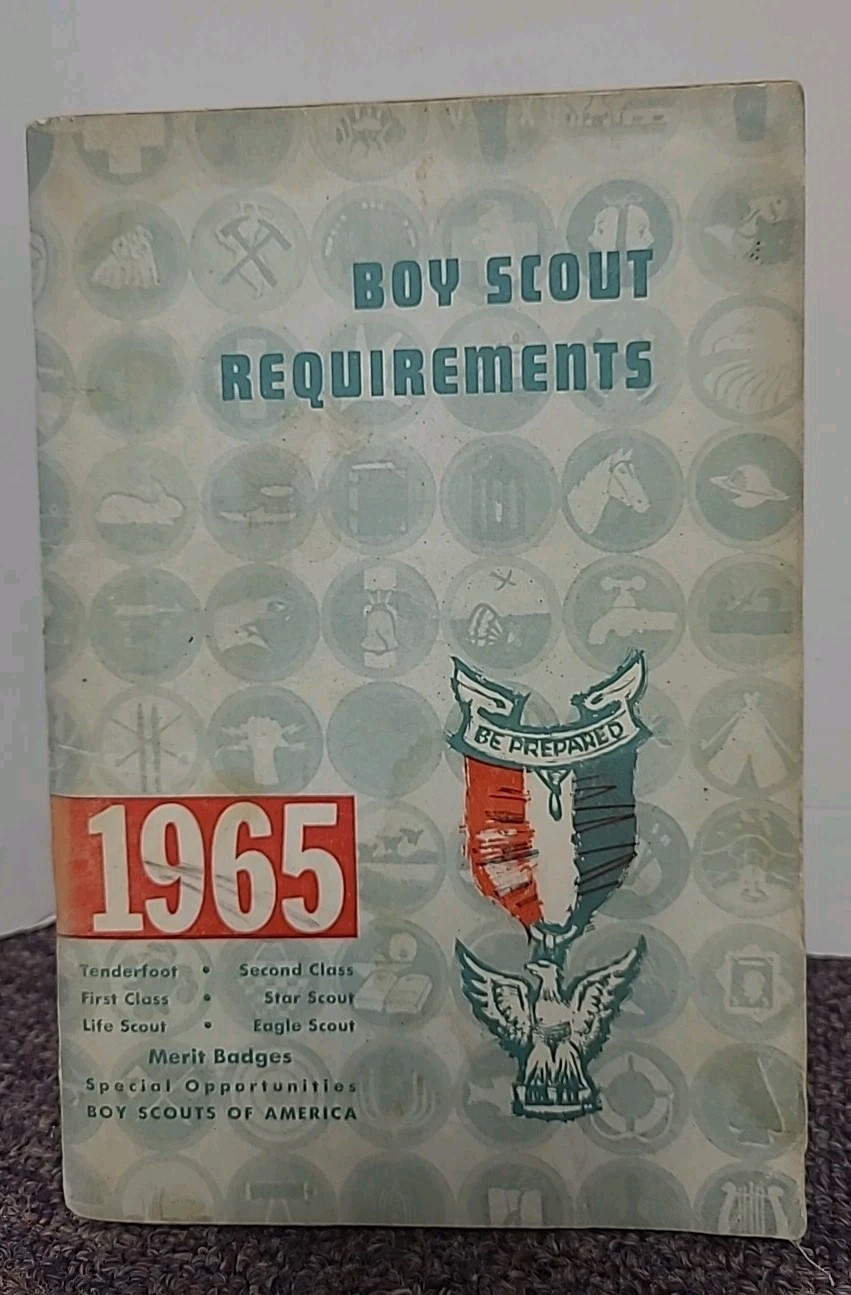 BOY SCOUT
REQUIREMENTS
BE PREPARED
1965
Tenderfoot • Second Class
First Class • Star Scout
Life Scout • Eagle Scout
Merit Badges
Special Opportunities
BOY SCOUTS OF AMERICA